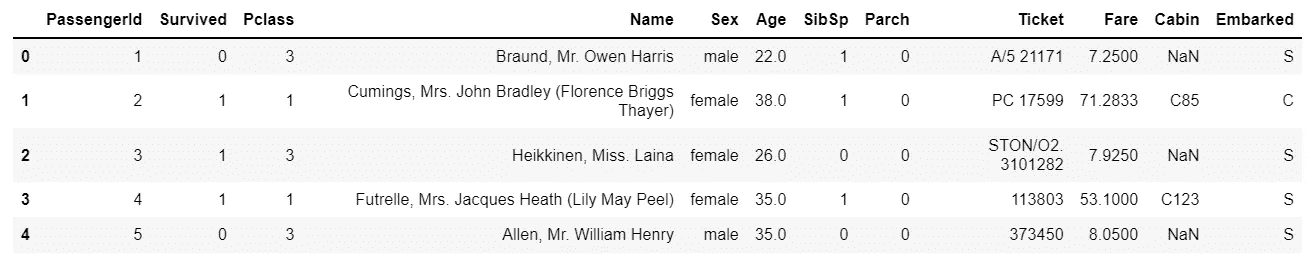 PassengerId Survived Pclass Name Sex Age SibSp Parch Ticket Fare Cabin Embarked
0 1 0 3 Braund, Mr. Owen Harris male 22.0 1 0 A/5 21171 7.2500 NaN S
1 2 1 1 Cumings, Mrs. John Bradley (Florence Briggs
Thayer) female 38.0 1 0 PC 17599 71.2833 C85 C
2 3 1 3 Heikkinen, Miss. Laina female 26.0 0 0 STON/O2.
3101282 7.9250 NaN S
3 4 1 1 Futrelle, Mrs. Jacques Heath (Lily May Peel) female 35.0 1 0 113803 53.1000 C123 S
4 5 0 3 Allen, Mr. William Henry male 35.0 0 0 373450 8.0500 NaN S